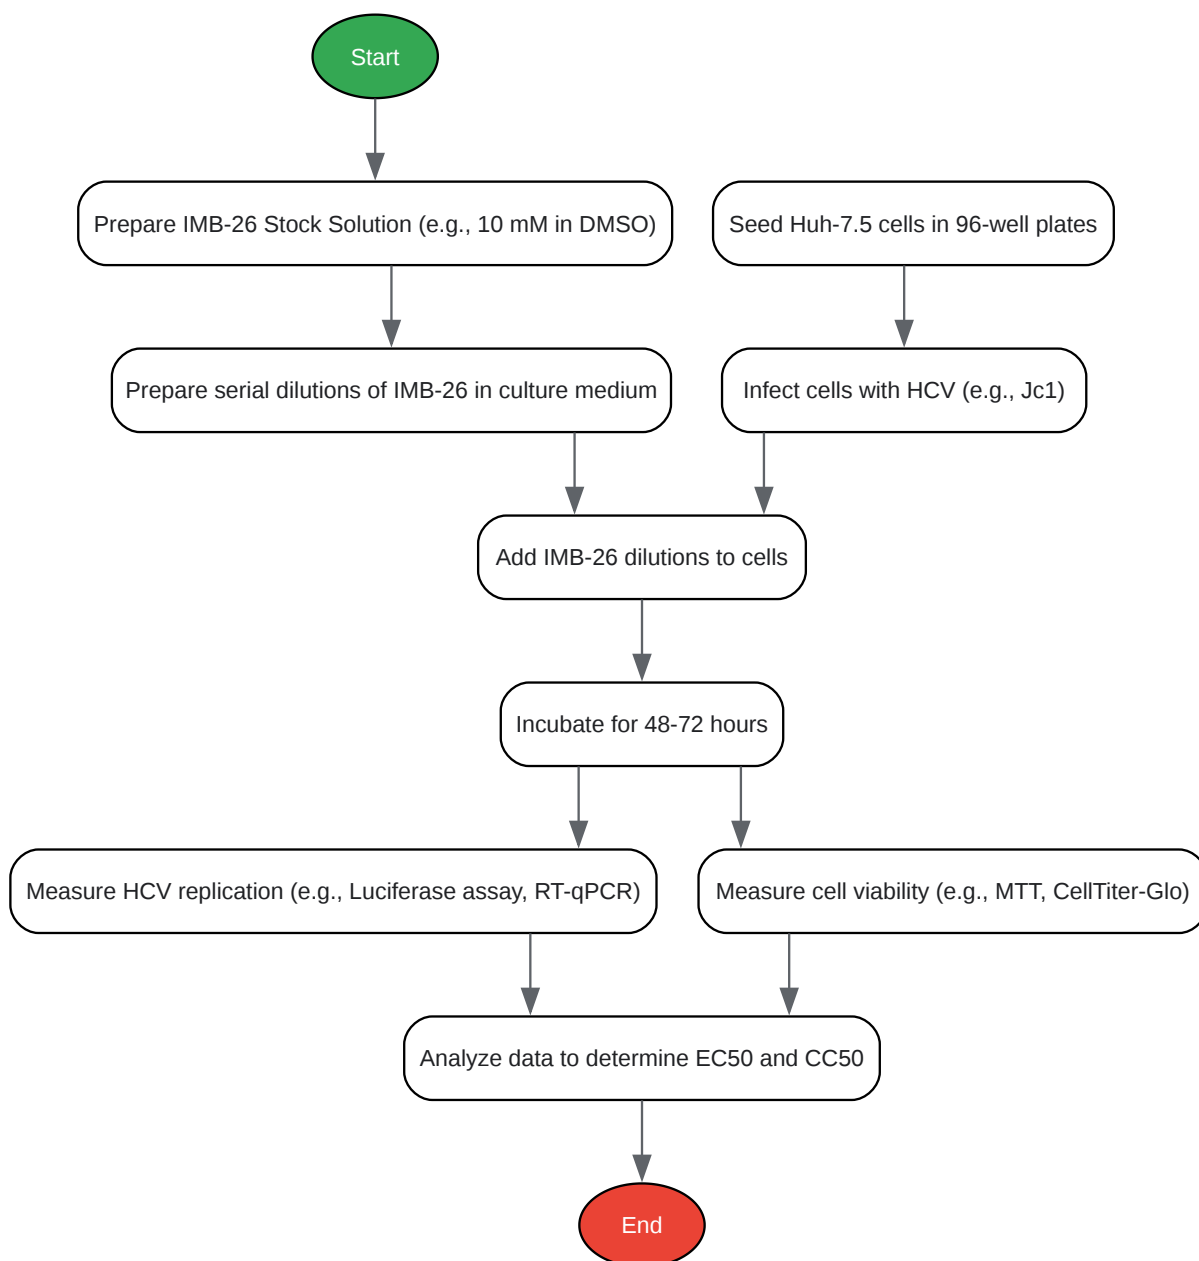 Start
Prepare IMB-26 Stock Solution (e.g., 10 mM in DMSO)
Seed Huh-7.5 cells in 96-well plates
Prepare serial dilutions of IMB-26 in culture medium
Infect cells with HCV (e.g., Jc1)
Add IMB-26 dilutions to cells
Incubate for 48-72 hours
Measure HCV replication (e.g., Luciferase assay, RT-qPCR)
Measure cell viability (e.g., MTT, CellTiter-Glo)
Analyze data to determine EC50 and CC50
End